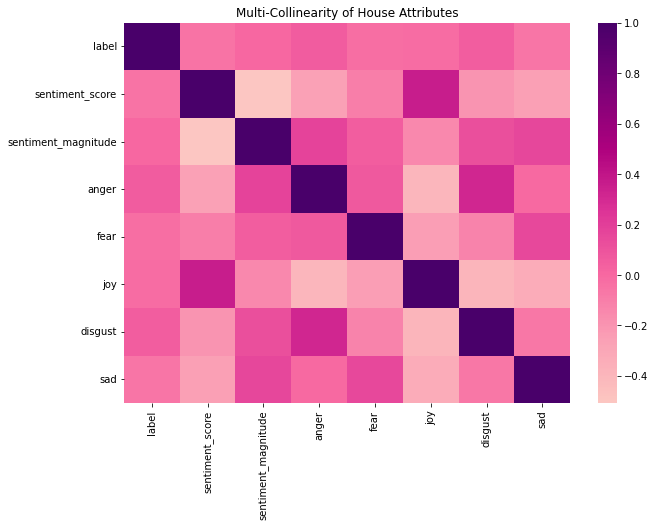 Multi-Collinearity of House Attributes
label
sentiment_score
sentiment_magnitude
anger
fear
joy
disgust
sad
label
sentiment_score
sentiment_magnitude
anger
fear
joy
disgust
sad
1.0
0.8
0.6
0.4
0.2
0.0
−0.2
−0.4